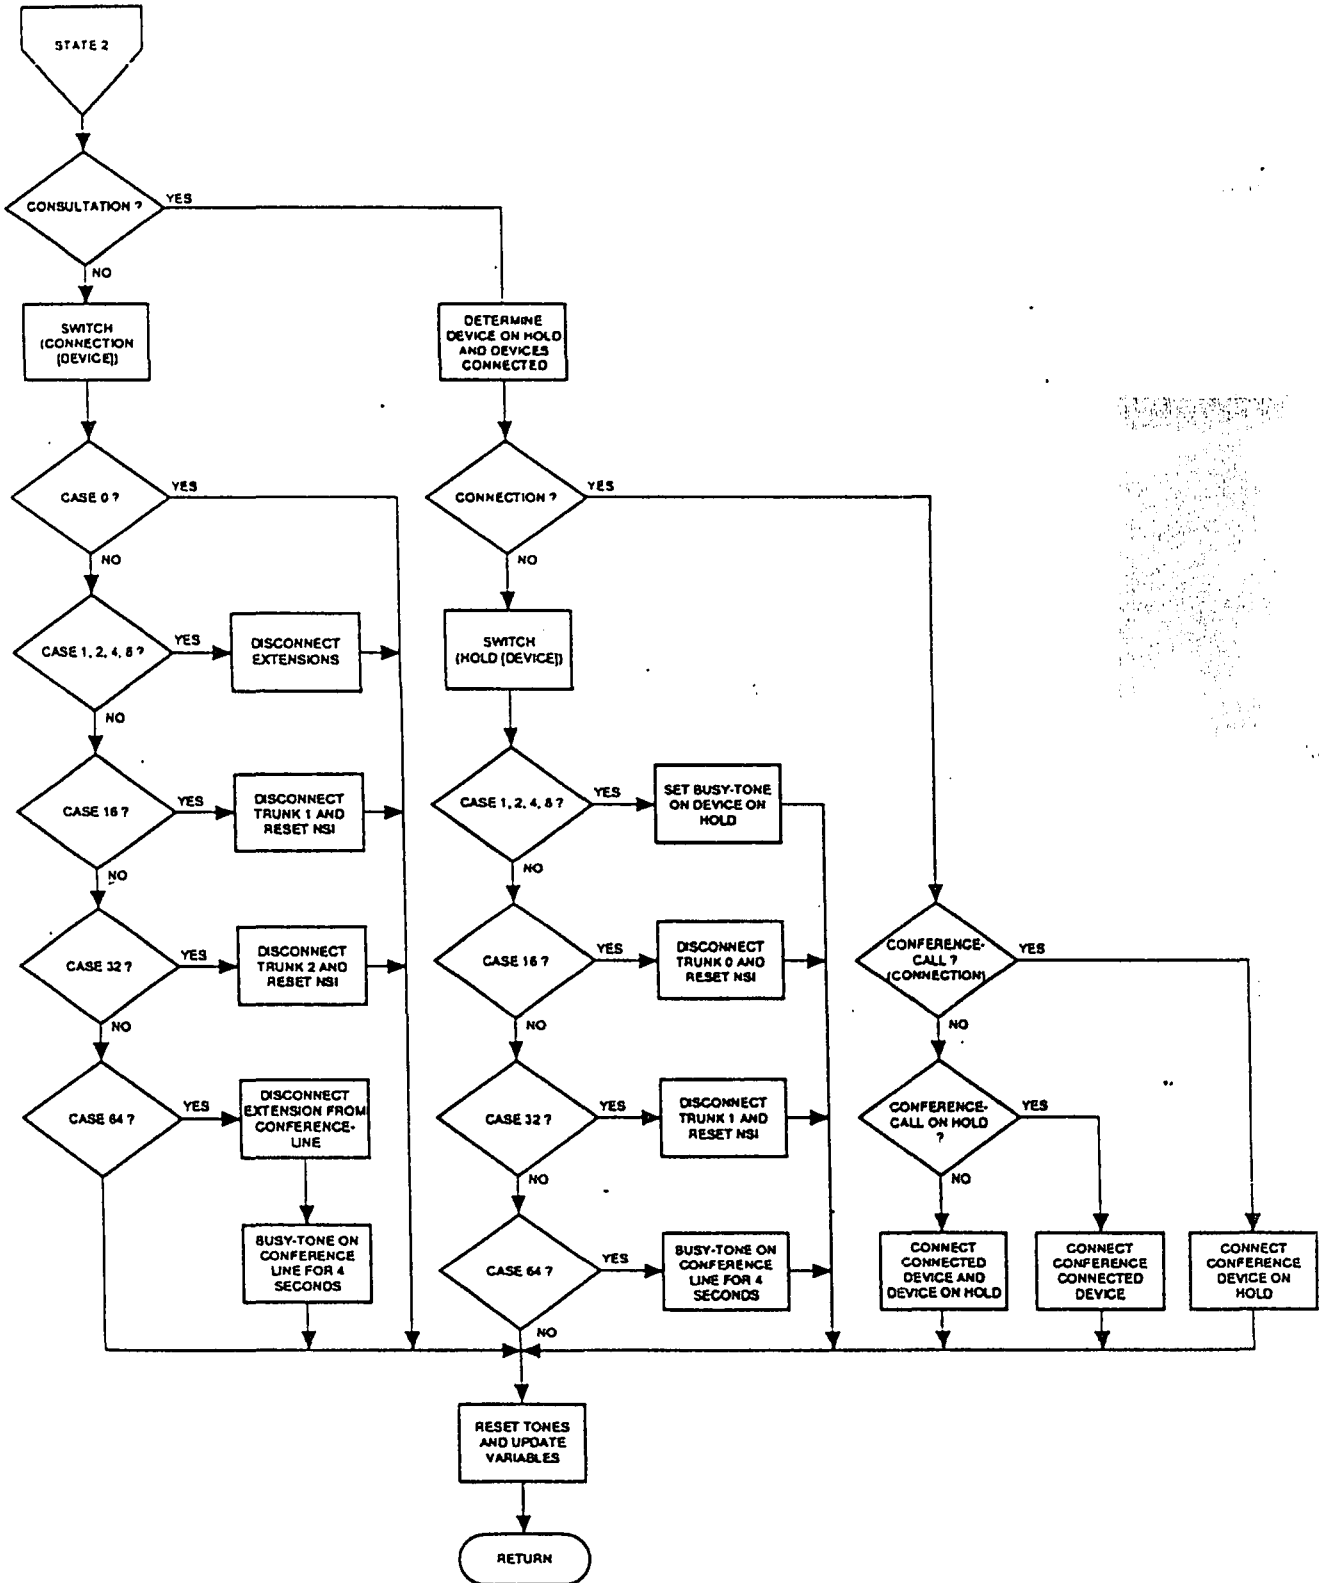 STATE 2
CONSULTATION ?
YES
NO
SWITCH
(CONNECTION
[DEVICE])
DETERMINE
DEVICE ON HOLD
AND DEVICES
CONNECTED
CASE 0 ?
YES
NO
CONNECTION ?
YES
NO
CASE 1, 2, 4, 8 ?
YES
NO
DISCONNECT
EXTENSIONS
SWITCH
(HOLD [DEVICE])
CASE 16 ?
YES
NO
DISCONNECT
TRUNK 1 AND
RESET NSI
CASE 1, 2, 4, 8 ?
YES
NO
SET BUSY-TONE
ON DEVICE ON
HOLD
CASE 32 ?
YES
NO
DISCONNECT
TRUNK 2 AND
RESET NSI
CASE 16 ?
YES
NO
DISCONNECT
TRUNK 0 AND
RESET NSI
CONFERENCE-
CALL ?
(CONNECTION)
YES
NO
CASE 64 ?
YES
DISCONNECT
EXTENSION FROM
CONFERENCE-
LINE
CASE 32 ?
YES
NO
DISCONNECT
TRUNK 1 AND
RESET NSI
CONFERENCE-
CALL ON HOLD
?
YES
NO
BUSY-TONE ON
CONFERENCE
LINE FOR 4
SECONDS
CASE 64 ?
YES
NO
BUSY-TONE ON
CONFERENCE
LINE FOR 4
SECONDS
CONNECT
CONNECTED
DEVICE AND
DEVICE ON HOLD
CONNECT
CONFERENCE
CONNECTED
DEVICE
CONNECT
CONFERENCE
DEVICE ON
HOLD
RESET TONES
AND UPDATE
VARIABLES
RETURN